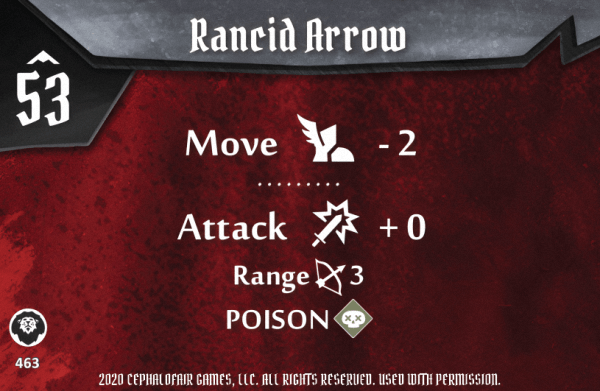 Rancid Arrow
53
Move - 2
.........
Attack + 0
Range 3
POISON
463
2020 CEPHALOFAIR GAMES, LLC. ALL RIGHTS RESERVED. USED WITH PERMISSION.